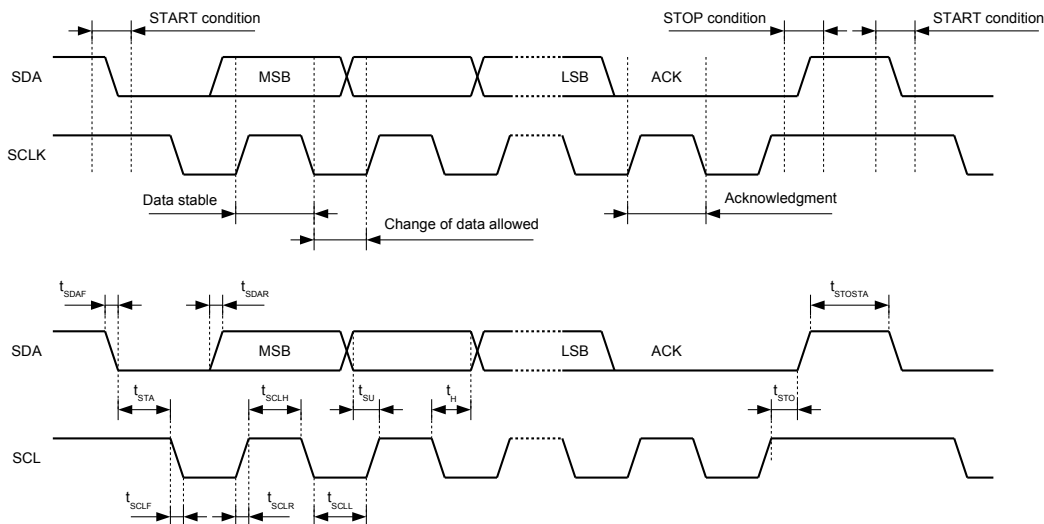 START condition
STOP condition
START condition
SDA
MSB
LSB
ACK
SCLK
Data stable
Change of data allowed
Acknowledgment
tSDAF
tSDAR
tSTOSTA
SDA
MSB
LSB
ACK
tSTA
tSCLH
tSU
tH
tSTO
SCL
tSCLF
tSCLR
tSCLL